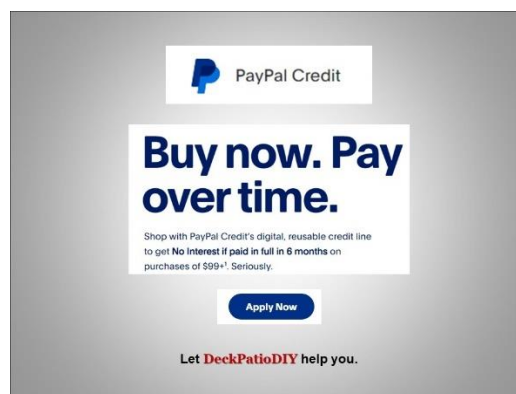 PayPal Credit
Buy now. Pay
over time.
Shop with PayPal Credit's digital, reusable credit line
to get No Interest if paid in full in 6 months on
purchases of $99+¹. Seriously.
Apply Now
Let DeckPatioDIY help you.